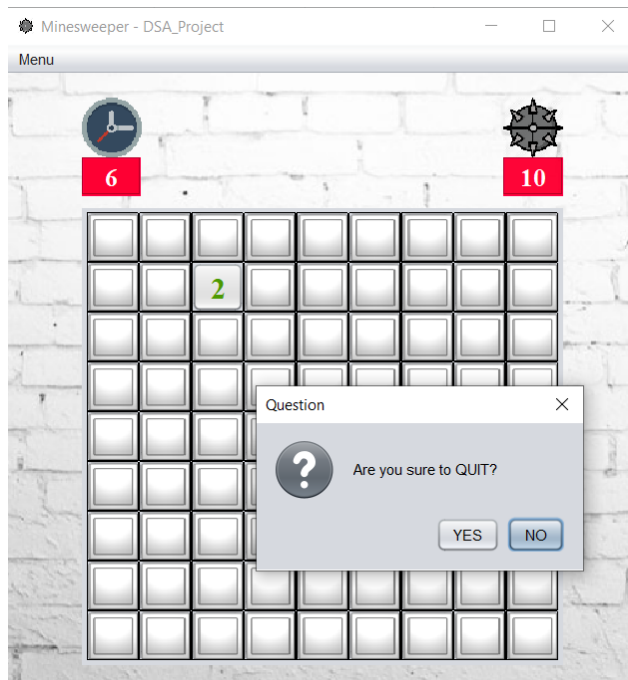 Minesweeper - DSA_Project
Menu
6
10
2
Question
Are you sure to QUIT?
YES
NO